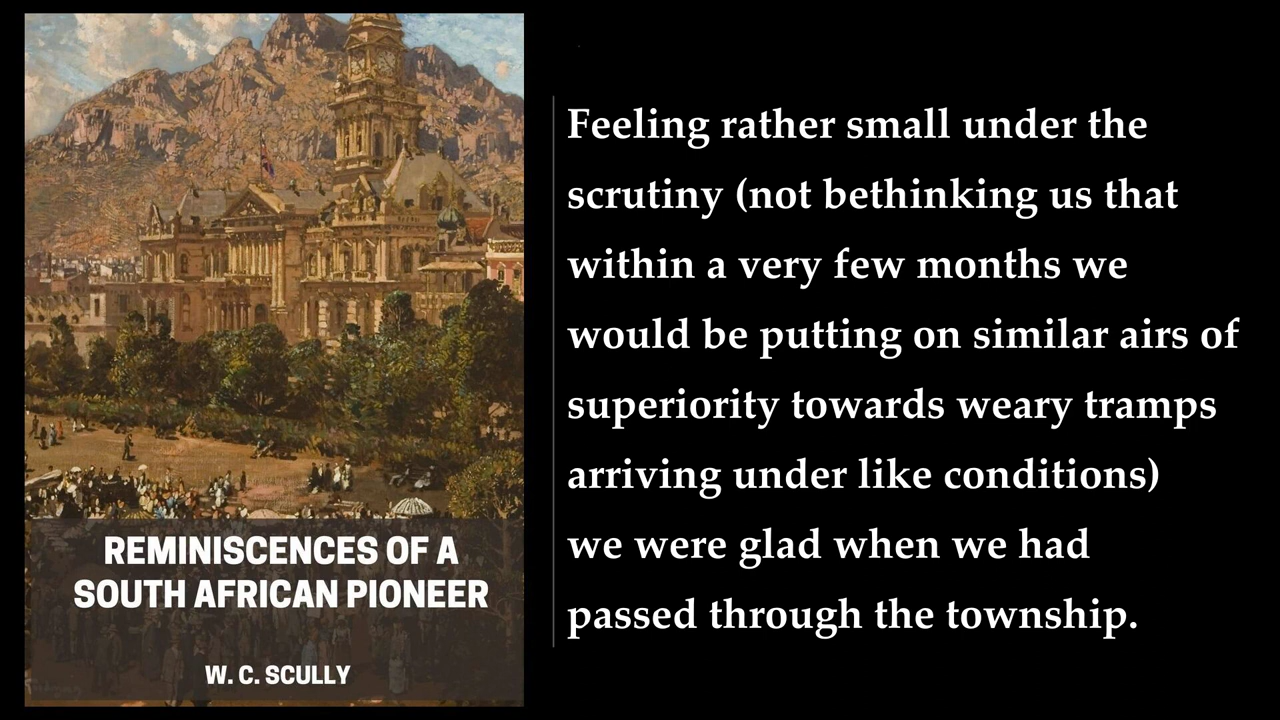 REMINISCENCES OF A
SOUTH AFRICAN PIONEER
W. C. SCULLY
Feeling rather small under the
scrutiny (not bethinking us that
within a very few months we
would be putting on similar airs of
superiority towards weary tramps
arriving under like conditions)
we were glad when we had
passed through the township.